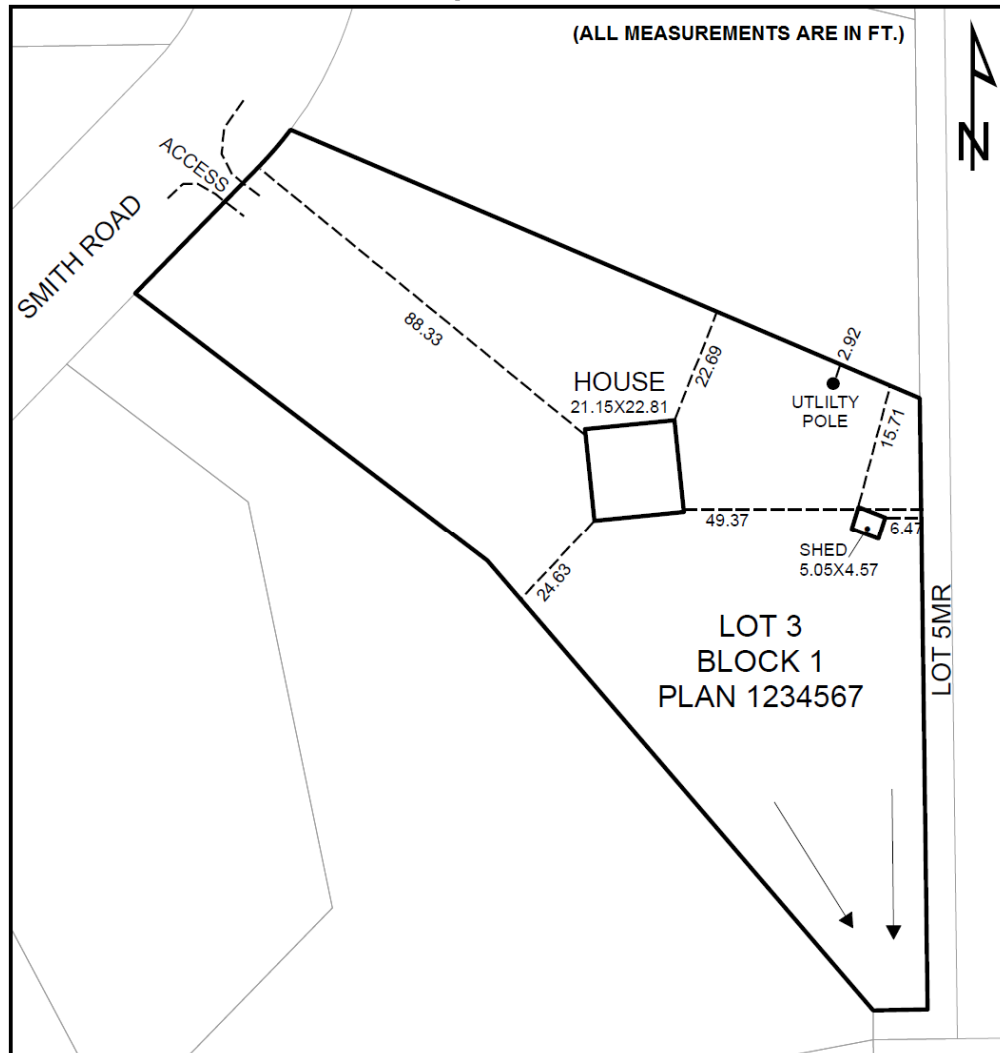 (ALL MEASUREMENTS ARE IN FT.)
N
ACCESS
SMITH ROAD
88.33
22.69
2.92
HOUSE
21.15X22.81
UTLILTY
POLE
15.71
49.37
6.47
SHED
5.05X4.57
24.63
LOT 3
BLOCK 1
PLAN 1234567
LOT 5MR